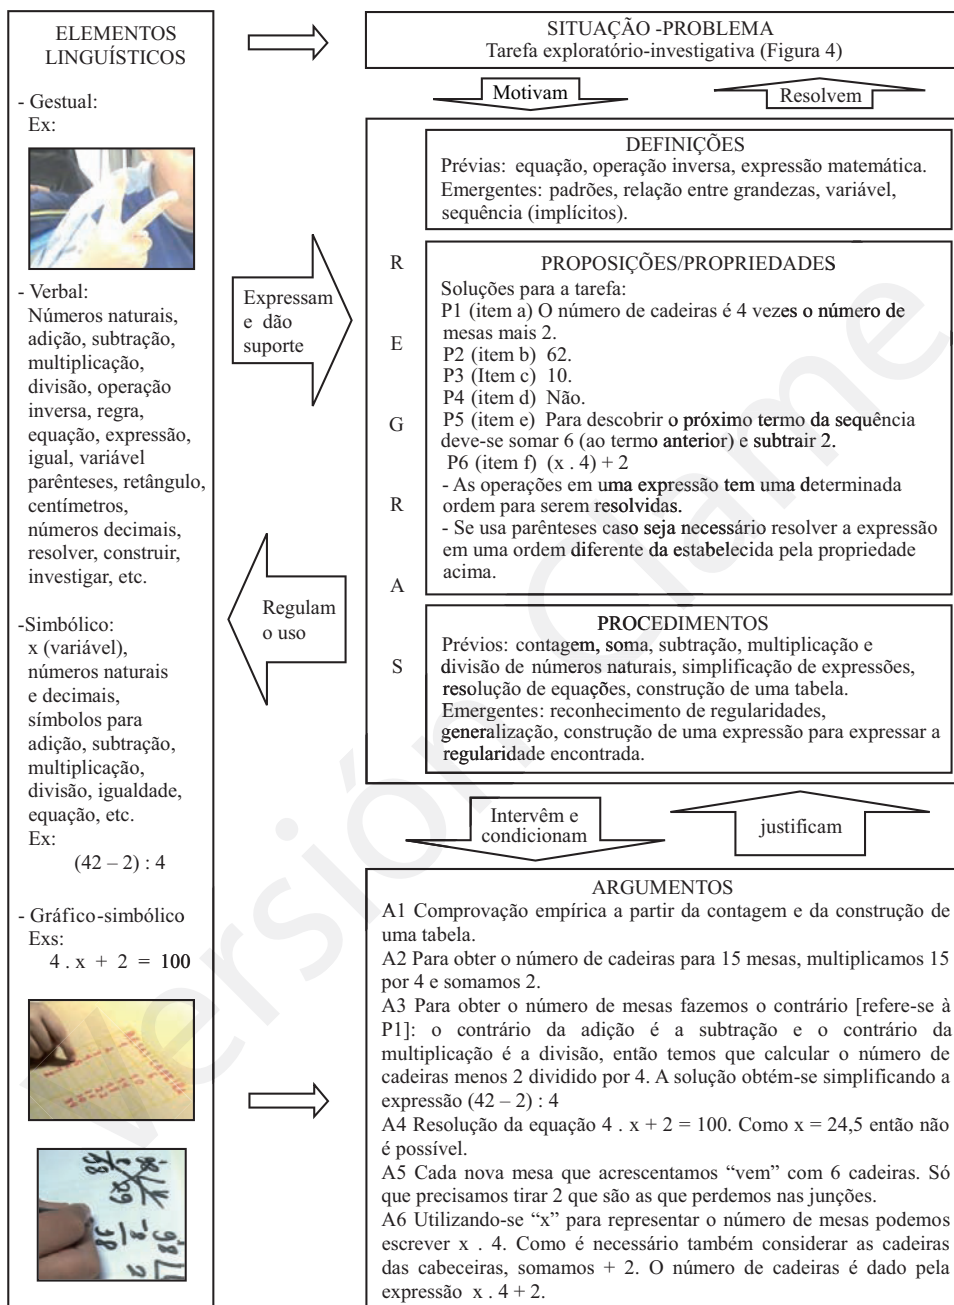 ELEMENTOS
LINGUÍSTICOS
- Gestual:
Ex:
- Verbal:
Números naturais,
adição, subtração,
multiplicação,
divisão, operação
inversa, regra,
equação, expressão,
igual, variável
parênteses, retângulo,
centímetros,
números decimais,
resolver, construir,
investigar, etc.
-Simbólico:
x (variável),
números naturais
e decimais,
símbolos para
adição, subtração,
multiplicação,
divisão, igualdade,
equação, etc.
Ex:
(42 – 2) : 4
- Gráfico-simbólico
Exs:
4 . x + 2 = 100
SITUAÇÃO -PROBLEMA
Tarefa exploratório-investigativa (Figura 4)
Motivam
Resolvem
Expressam
e dão
suporte
Regulam
o uso
R
E
G
R
A
S
DEFINIÇÕES
Prévias: equação, operação inversa, expressão matemática.
Emergentes: padrões, relação entre grandezas, variável,
sequência (implícitos).
PROPOSIÇÕES/PROPRIEDADES
Soluções para a tarefa:
P1 (item a) O número de cadeiras é 4 vezes o número de
mesas mais 2.
P2 (item b) 62.
P3 (Item c) 10.
P4 (item d) Não.
P5 (item e) Para descobrir o próximo termo da sequência
deve-se somar 6 (ao termo anterior) e subtrair 2.
P6 (item f) (x . 4) + 2
- As operações em uma expressão tem uma determinada
ordem para serem resolvidas.
- Se usa parênteses caso seja necessário resolver a expressão
em uma ordem diferente da estabelecida pela propriedade
acima.
PROCEDIMENTOS
Prévios: contagem, soma, subtração, multiplicação e
divisão de números naturais, simplificação de expressões,
resolução de equações, construção de uma tabela.
Emergentes: reconhecimento de regularidades,
generalização, construção de uma expressão para expressar a
regularidade encontrada.
Intervêm e
condicionam
justificam
ARGUMENTOS
A1 Comprovação empírica a partir da contagem e da construção de
uma tabela.
A2 Para obter o número de cadeiras para 15 mesas, multiplicamos 15
por 4 e somamos 2.
A3 Para obter o número de mesas fazemos o contrário [refere-se à
P1]: o contrário da adição é a subtração e o contrário da
multiplicação é a divisão, então temos que calcular o número de
cadeiras menos 2 dividido por 4. A solução obtém-se simplificando a
expressão (42 – 2) : 4
A4 Resolução da equação 4 . x + 2 = 100. Como x = 24,5 então não
é possível.
A5 Cada nova mesa que acrescentamos “vem” com 6 cadeiras. Só
que precisamos tirar 2 que são as que perdemos nas junções.
A6 Utilizando-se “x” para representar o número de mesas podemos
escrever x . 4. Como é necessário também considerar as cadeiras
das cabeceiras, somamos + 2. O número de cadeiras é dado pela
expressão x . 4 + 2.
Versión Clame